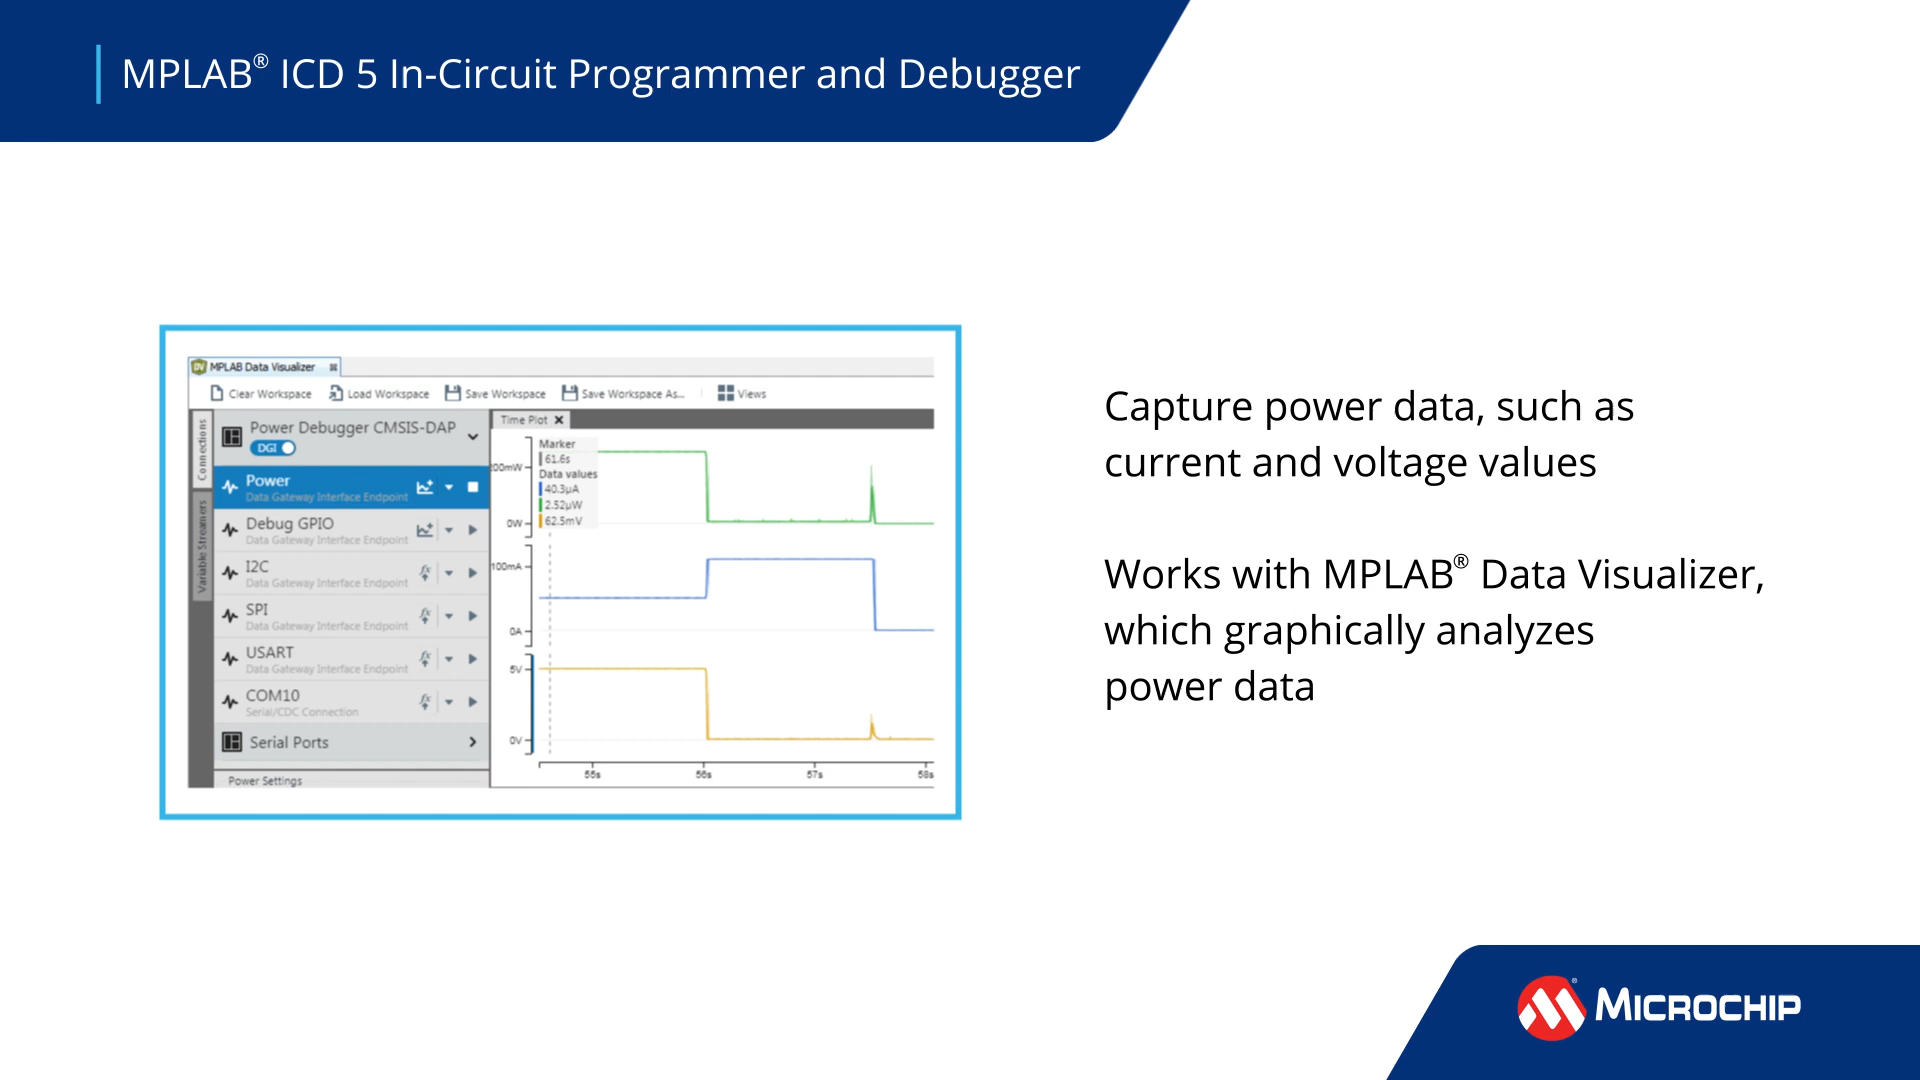 MPLAB® ICD 5 In-Circuit Programmer and Debugger
MPLAB Data Visualizer
Clear Workspace
Load Workspace
Save Workspace
Save Workspace As...
Views
Connections
Variable Streamers
Power Debugger CMSIS-DAP
DGI
Power
Data Gateway Interface Endpoint
Debug GPIO
Data Gateway Interface Endpoint
I2C
Data Gateway Interface Endpoint
SPI
Data Gateway Interface Endpoint
USART
Data Gateway Interface Endpoint
COM10
Serial/CDC Connection
Serial Ports
Power Settings
Time Plot
Marker
61.6s
Data values
40.3µA
2.52µW
62.5mV
0W
100mA
0A
5V
0V
55s
56s
57s
58s
Capture power data, such as
current and voltage values
Works with MPLAB® Data Visualizer,
which graphically analyzes
power data
MICROCHIP